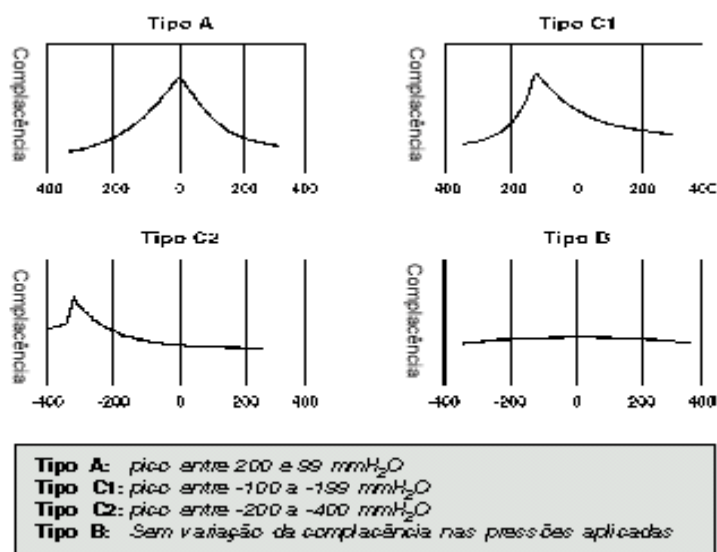 Tipo A
Complacência
400 200 0 200 400
Tipo C1
Complacência
400 200 0 200 400
Tipo C2
Complacência
-400 -200 0 200 400
Tipo B
Complacência
-400 -200 0 200 400
Tipo A: pico entre 200 e 99 mmH₂O
Tipo C1: pico entre -100 a -199 mmH₂O
Tipo C2: pico entre -200 a -400 mmH₂O
Tipo B: Sem variação da complacência nas pressões aplicadas